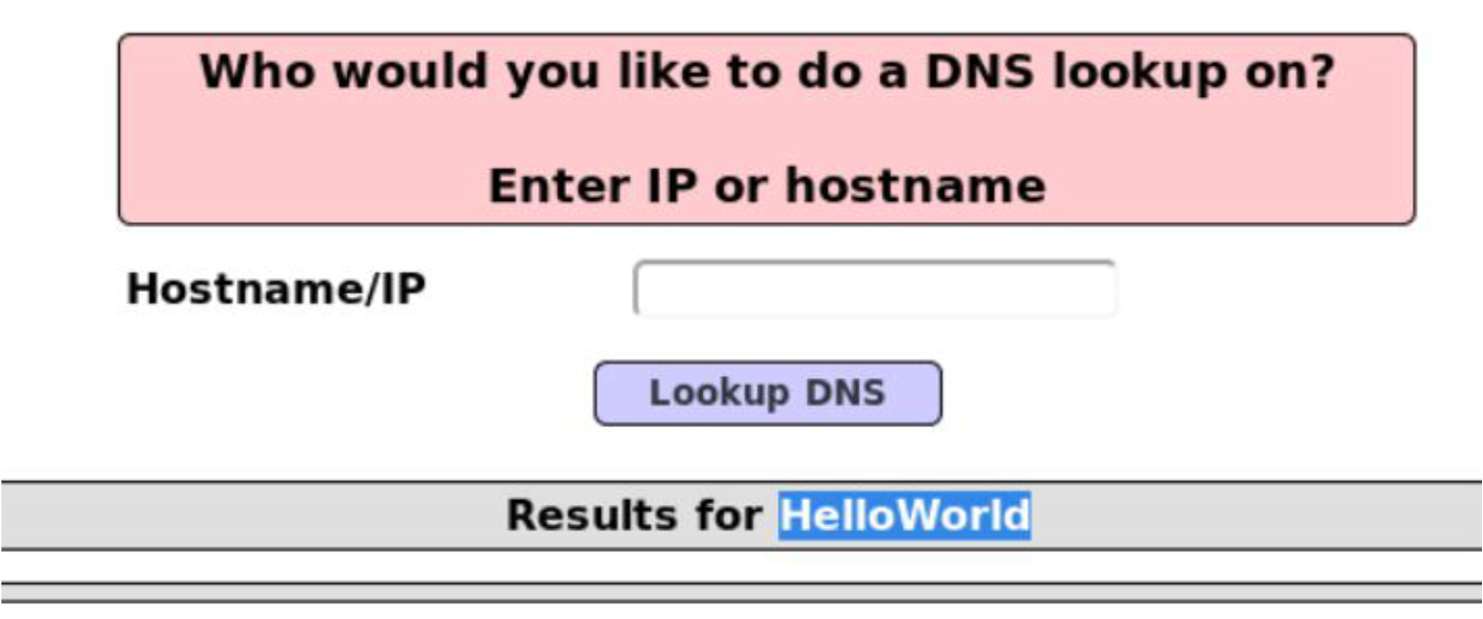 Who would you like to do a DNS lookup on?
Enter IP or hostname
Hostname/IP
Lookup DNS
Results for HelloWorld